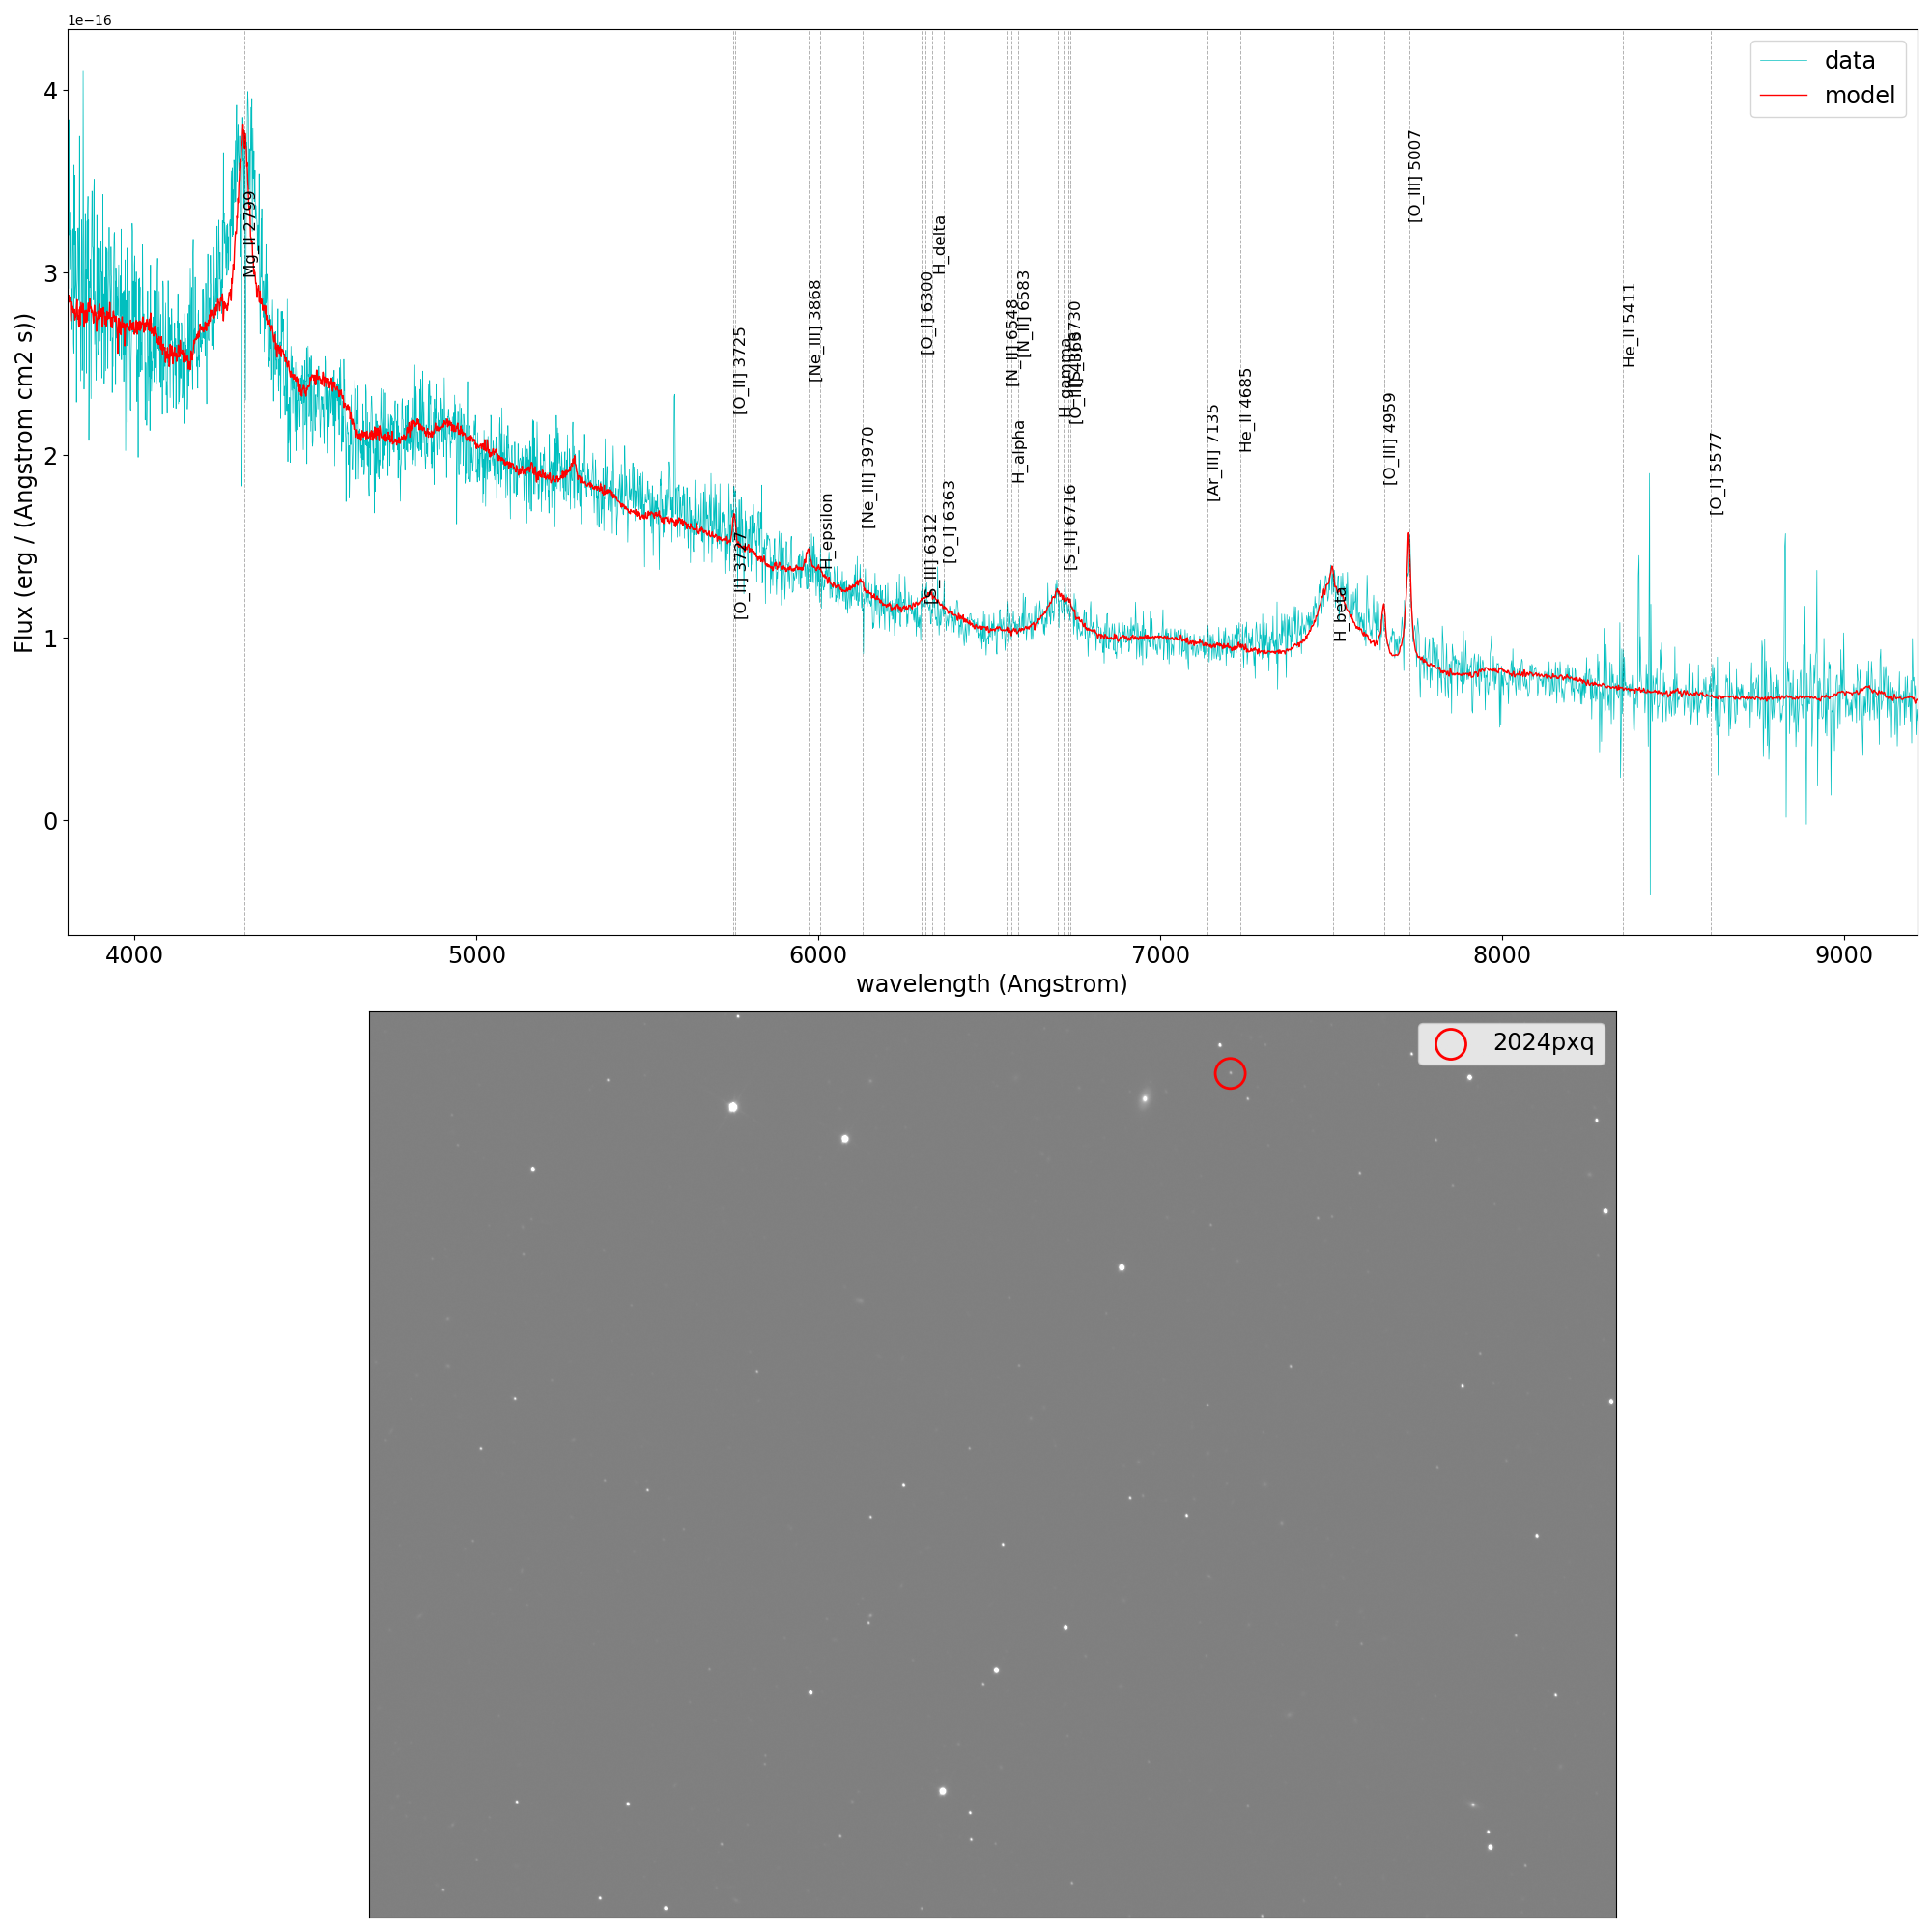 1e−16
data
model
Flux (erg / (Angstrom cm2 s))
4
3
2
1
0
Mg_II 2799
[O_II] 3725
[O_II] 3727
[Ne_III] 3868
H_epsilon
[Ne_III] 3970
[O_I] 6300
[S_III] 6312
H_delta
[O_I] 6363
[N_II] 6548
H_alpha
[N_II] 6583
H_gamma
[S_II] 6716
[O_III] 4363
[Ar_III] 7135
He_II 4685
H_beta
[O_III] 4959
[O_III] 5007
He_II 5411
[O_I] 5577
4000
5000
6000
7000
8000
9000
wavelength (Angstrom)
2024pxq